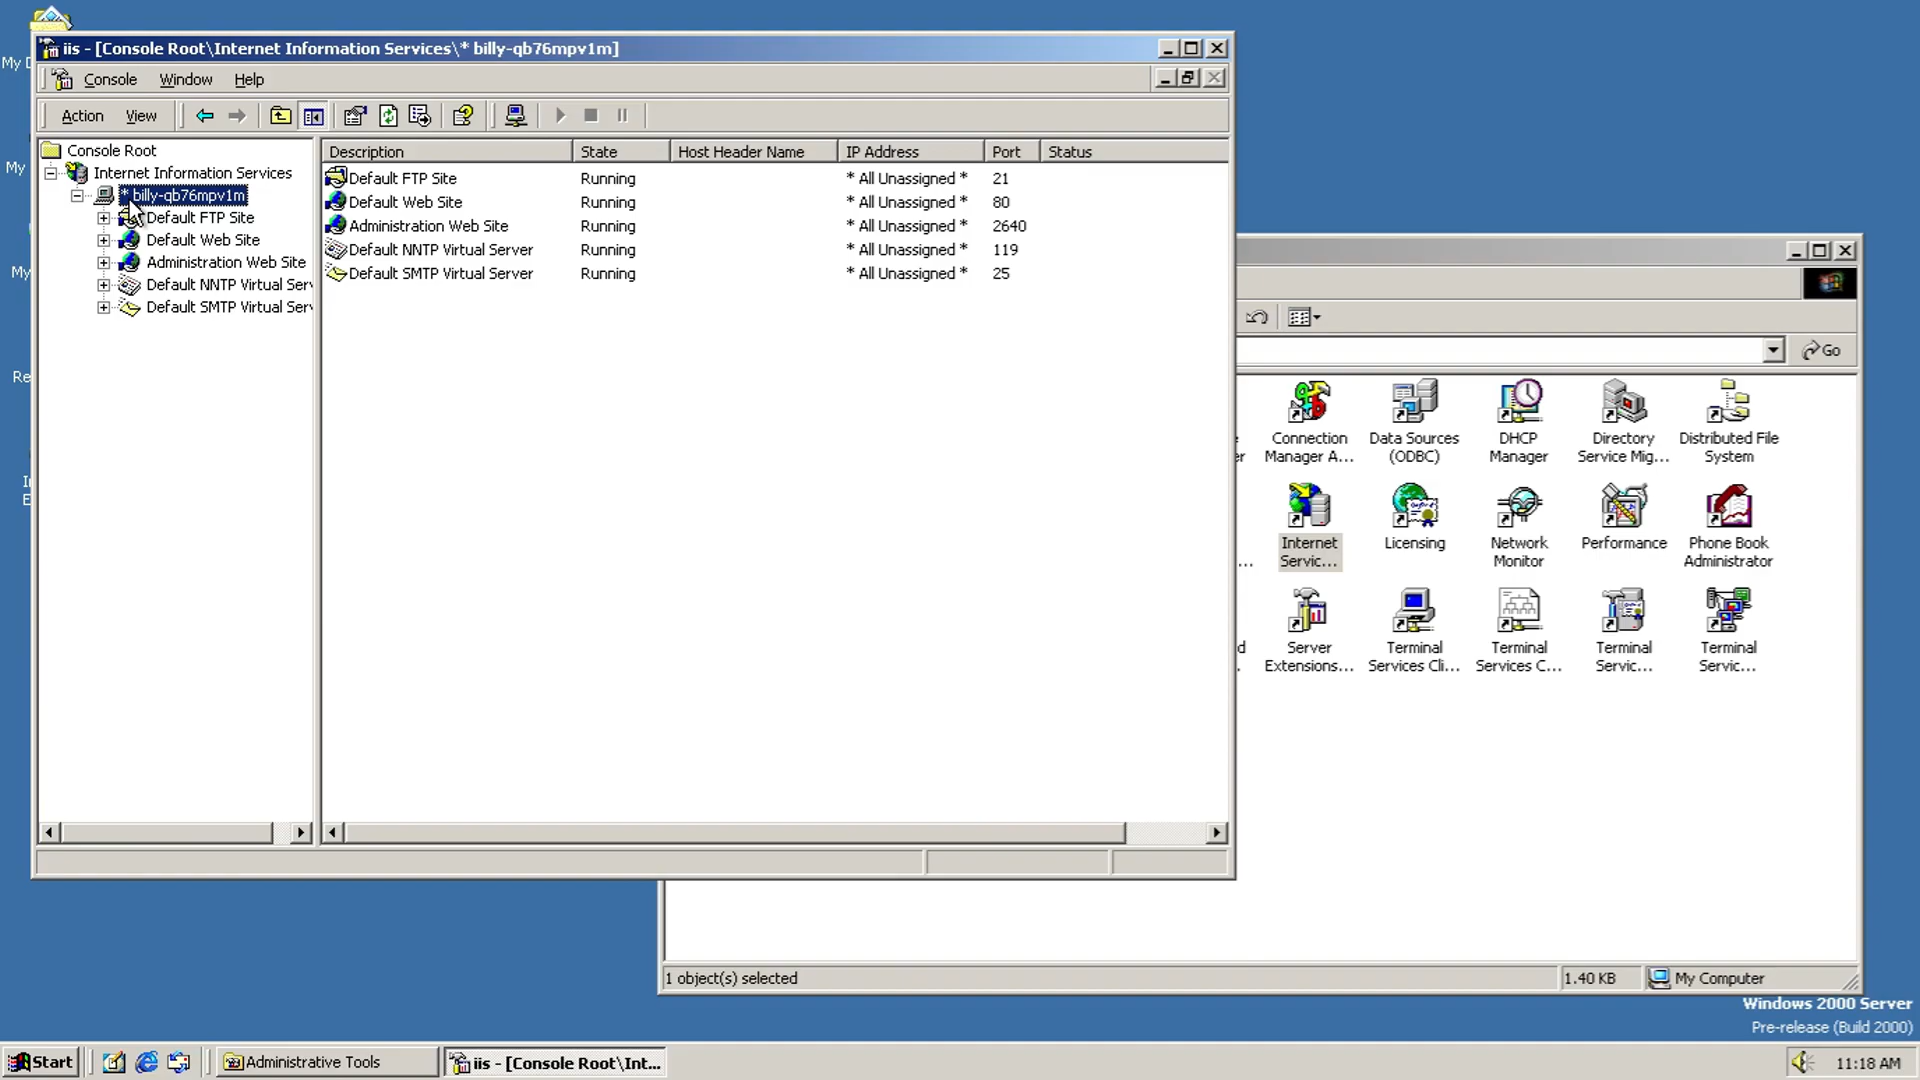 My D
iis - [Console Root\Internet Information Services\* billy-qb76mpv1m]
Console Window Help
Action View
Console Root
Internet Information Services
* billy-qb76mpv1m
Default FTP Site
Default Web Site
Administration Web Site
Default NNTP Virtual Serv
Default SMTP Virtual Serv
Description State Host Header Name IP Address Port Status
Default FTP Site Running * All Unassigned * 21
Default Web Site Running * All Unassigned * 80
Administration Web Site Running * All Unassigned * 2640
Default NNTP Virtual Server Running * All Unassigned * 119
Default SMTP Virtual Server Running * All Unassigned * 25
My
My
Re
In
E
Go
Connection Manager A...
Data Sources (ODBC)
DHCP Manager
Directory Service Mig...
Distributed File System
er
Internet Servic...
Licensing
Network Monitor
Performance
Phone Book Administrator
...
d
Server Extensions...
Terminal Services Cli...
Terminal Services C...
Terminal Servic...
Terminal Servic...
1 object(s) selected 1.40 KB My Computer
Windows 2000 Server
Pre-release (Build 2000)
Start Administrative Tools iis - [Console Root\Int... 11:18 AM